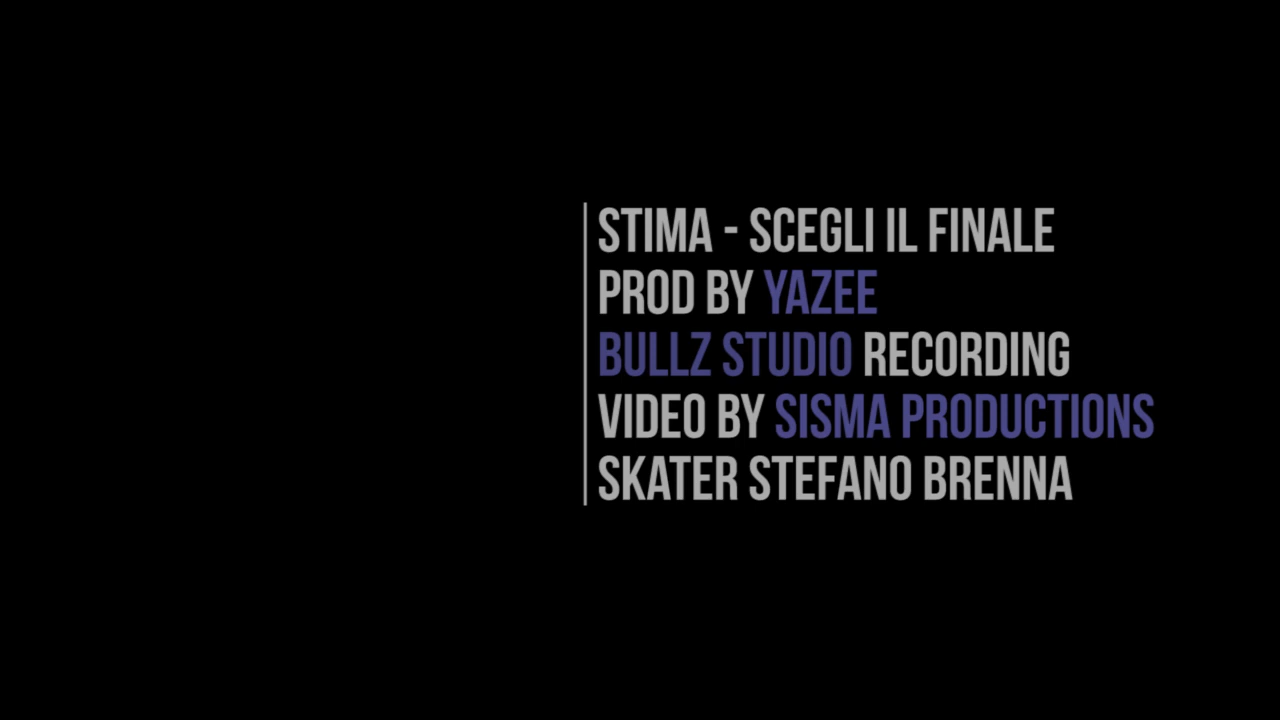 STIMA - SCEGLI IL FINALE
PROD BY YAZEE
BULLZ STUDIO RECORDING
VIDEO BY SISMA PRODUCTIONS
SKATER STEFANO BRENNA